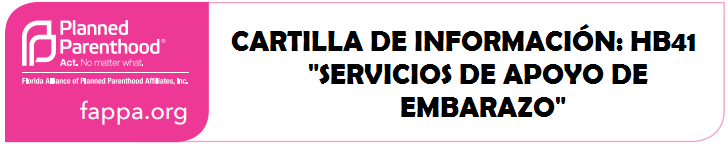 Planned
Parenthood®
Act. No matter what.
Florida Alliance of Planned Parenthood Affiliates, Inc.
fappa.org
CARTILLA DE INFORMACIÓN: HB41
"SERVICIOS DE APOYO DE
EMBARAZO"